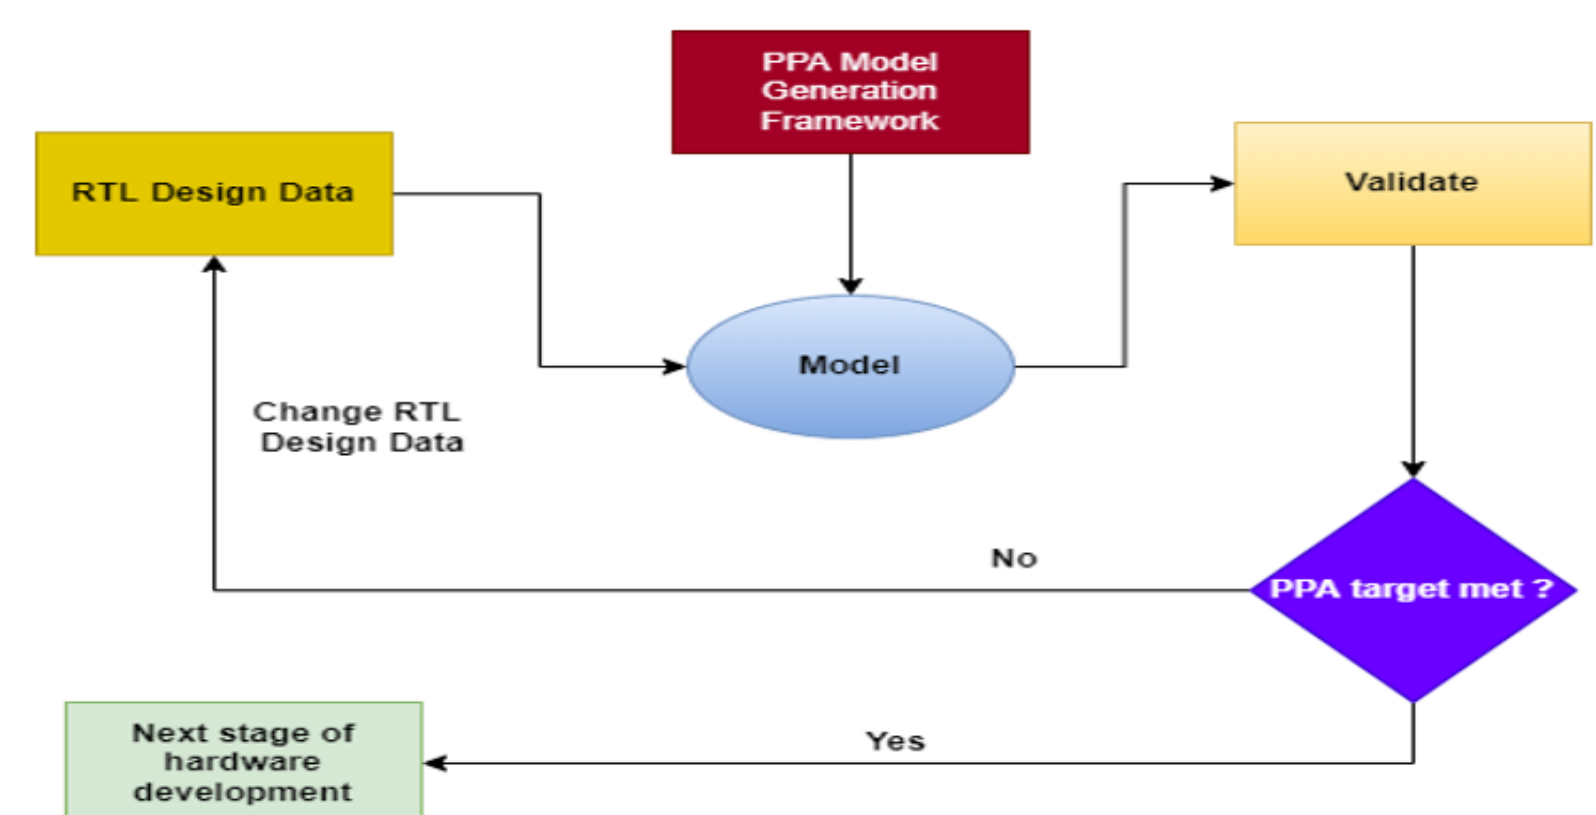 PPA Model
Generation
Framework
RTL Design Data
Validate
Model
Change RTL
Design Data
No
PPA target met ?
Yes
Next stage of
hardware
development